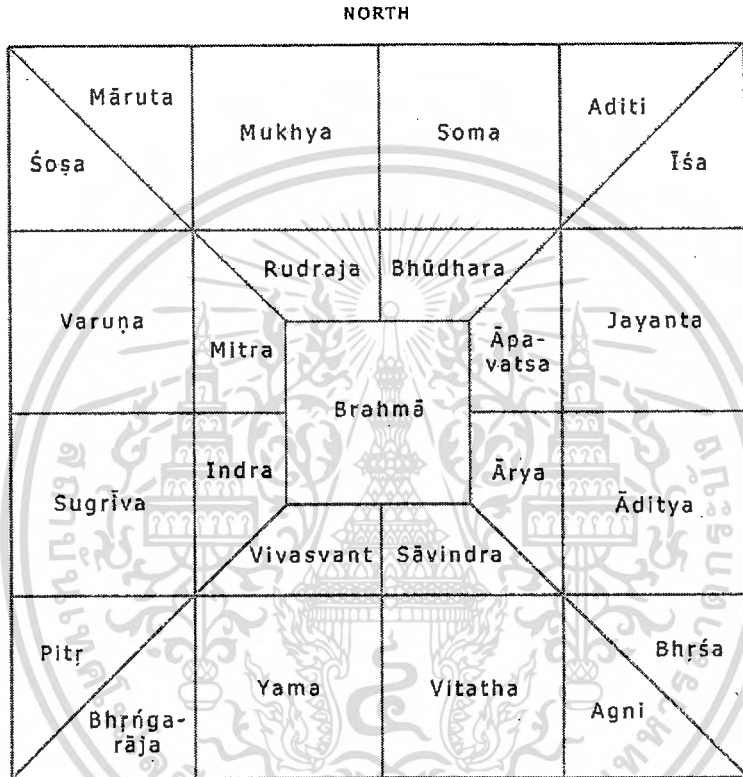 NORTH
Māruta
Aditi
Mukhya
Soma
Śoṣa
Īśa
Rudraja
Bhūdhara
Varuṇa
Jayanta
Mitra
Āpa-
vatsa
Brahmā
Indra
Ārya
Sugrīva
Āditya
Vivasvant
Sāvindra
Pitṛ
Bhṛśa
Yama
Vitatha
Agni
Bhṛṅga-
rāja